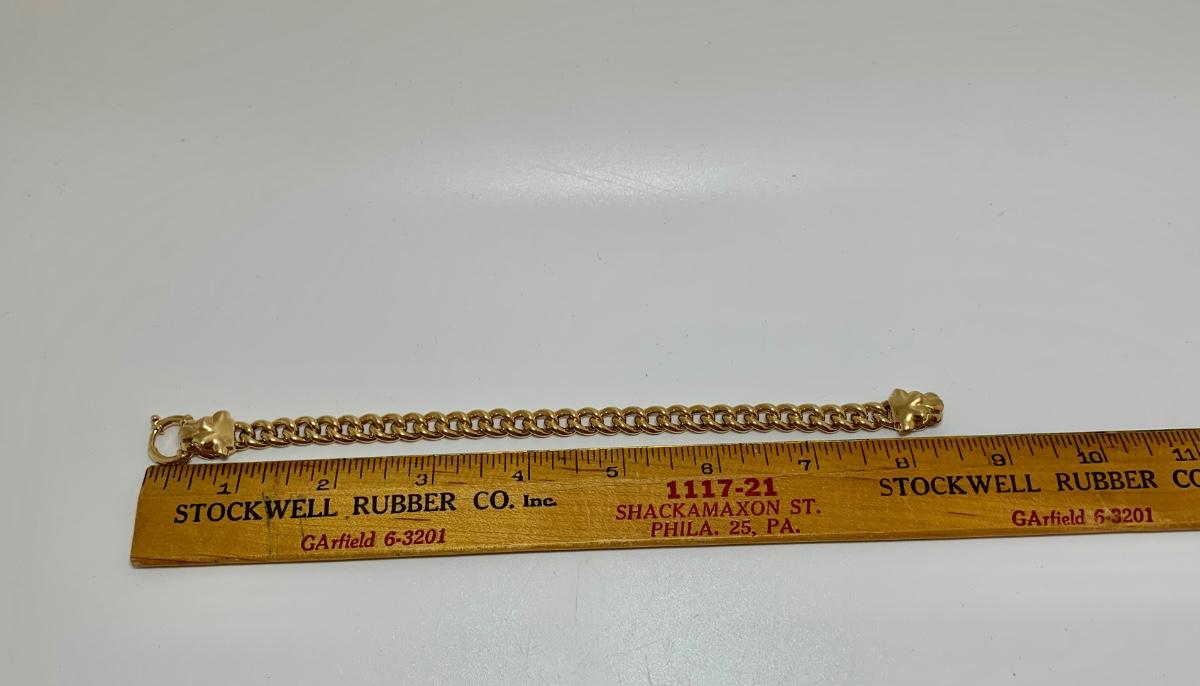 1 2 3 4 5 6 7 8 9 10 11
STOCKWELL RUBBER CO. Inc.
GArfield 6-3201
1117-21
SHACKAMAXON ST.
PHILA. 25, PA.
STOCKWELL RUBBER CO
GArfield 6-3201